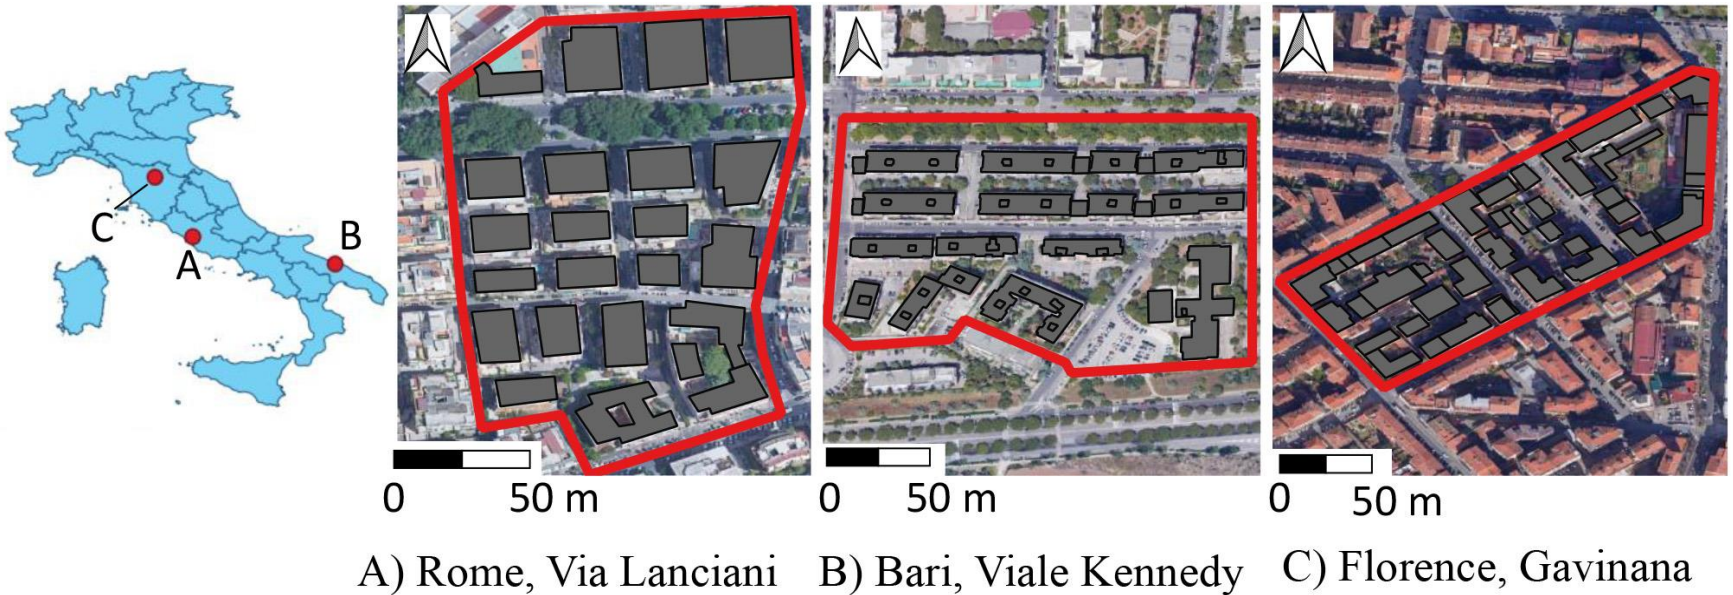 C
A
B
0 50 m
0 50 m
0 50 m
A) Rome, Via Lanciani
B) Bari, Viale Kennedy
C) Florence, Gavinana